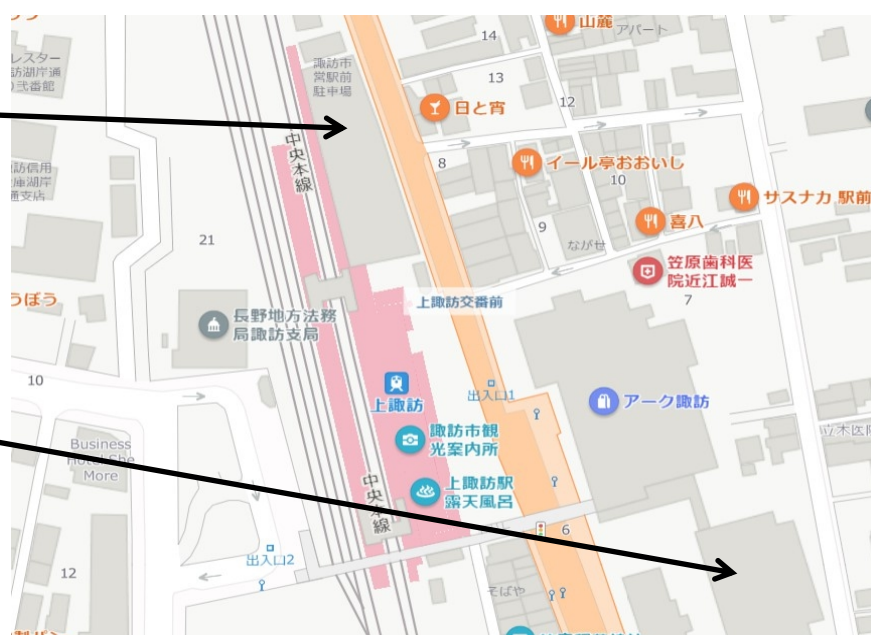 山麓
アパート
14
諏訪市
営駅前
駐車場
13
レスター
訪湖岸通
弐番館
日と宵
12
中央本線
8
イール亭おおいし
10
訪信用
庫湖岸
通支店
サスナカ 駅前
喜八
9
21
ながせ
笠原歯科医
院近江誠一
7
うぼう
上諏訪交番前
長野地方法務
局諏訪支局
10
上諏訪
出入口1
アーク諏訪
諏訪市観
光案内所
立木医院
Business
Hotel She
More
上諏訪駅
露天風呂
中央本線
6
出入口2
12
そばや